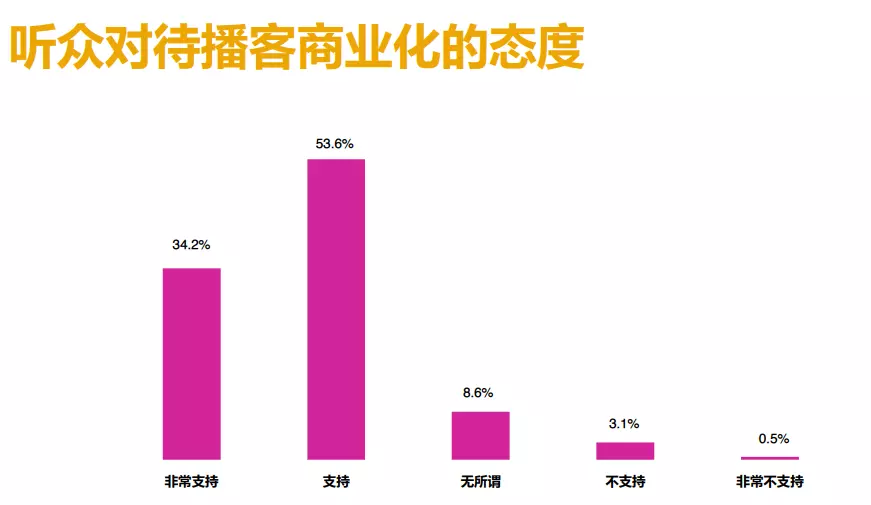 听众对待播客商业化的态度
53.6%
34.2%
8.6%
3.1%
0.5%
非常支持 支持 无所谓 不支持 非常不支持